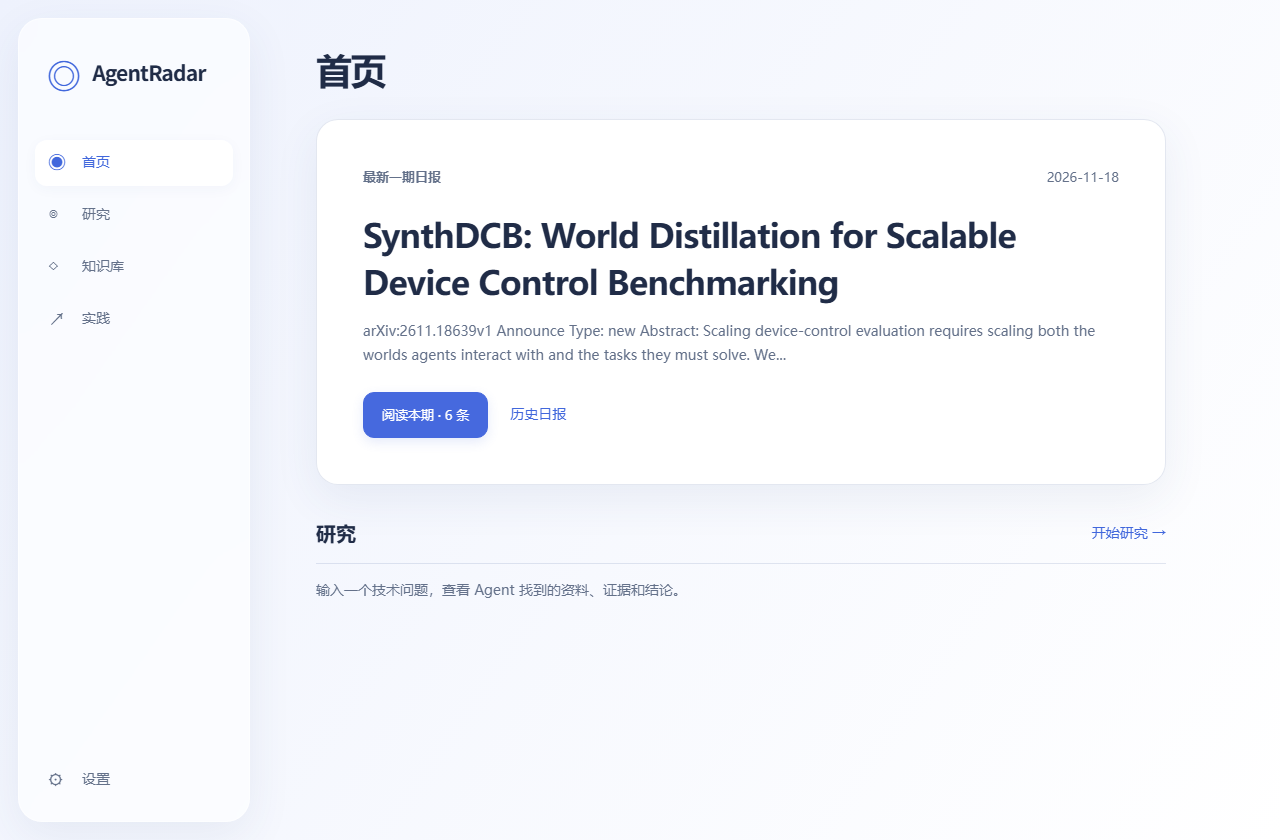 AgentRadar
首页
研究
知识库
实践
设置
首页
最新一期日报
2026-11-18
SynthDCB: World Distillation for Scalable
Device Control Benchmarking
arXiv:2611.18639v1 Announce Type: new Abstract: Scaling device-control evaluation requires scaling both the
worlds agents interact with and the tasks they must solve. We...
阅读本期 · 6 条
历史日报
研究
开始研究 →
输入一个技术问题，查看 Agent 找到的资料、证据和结论。